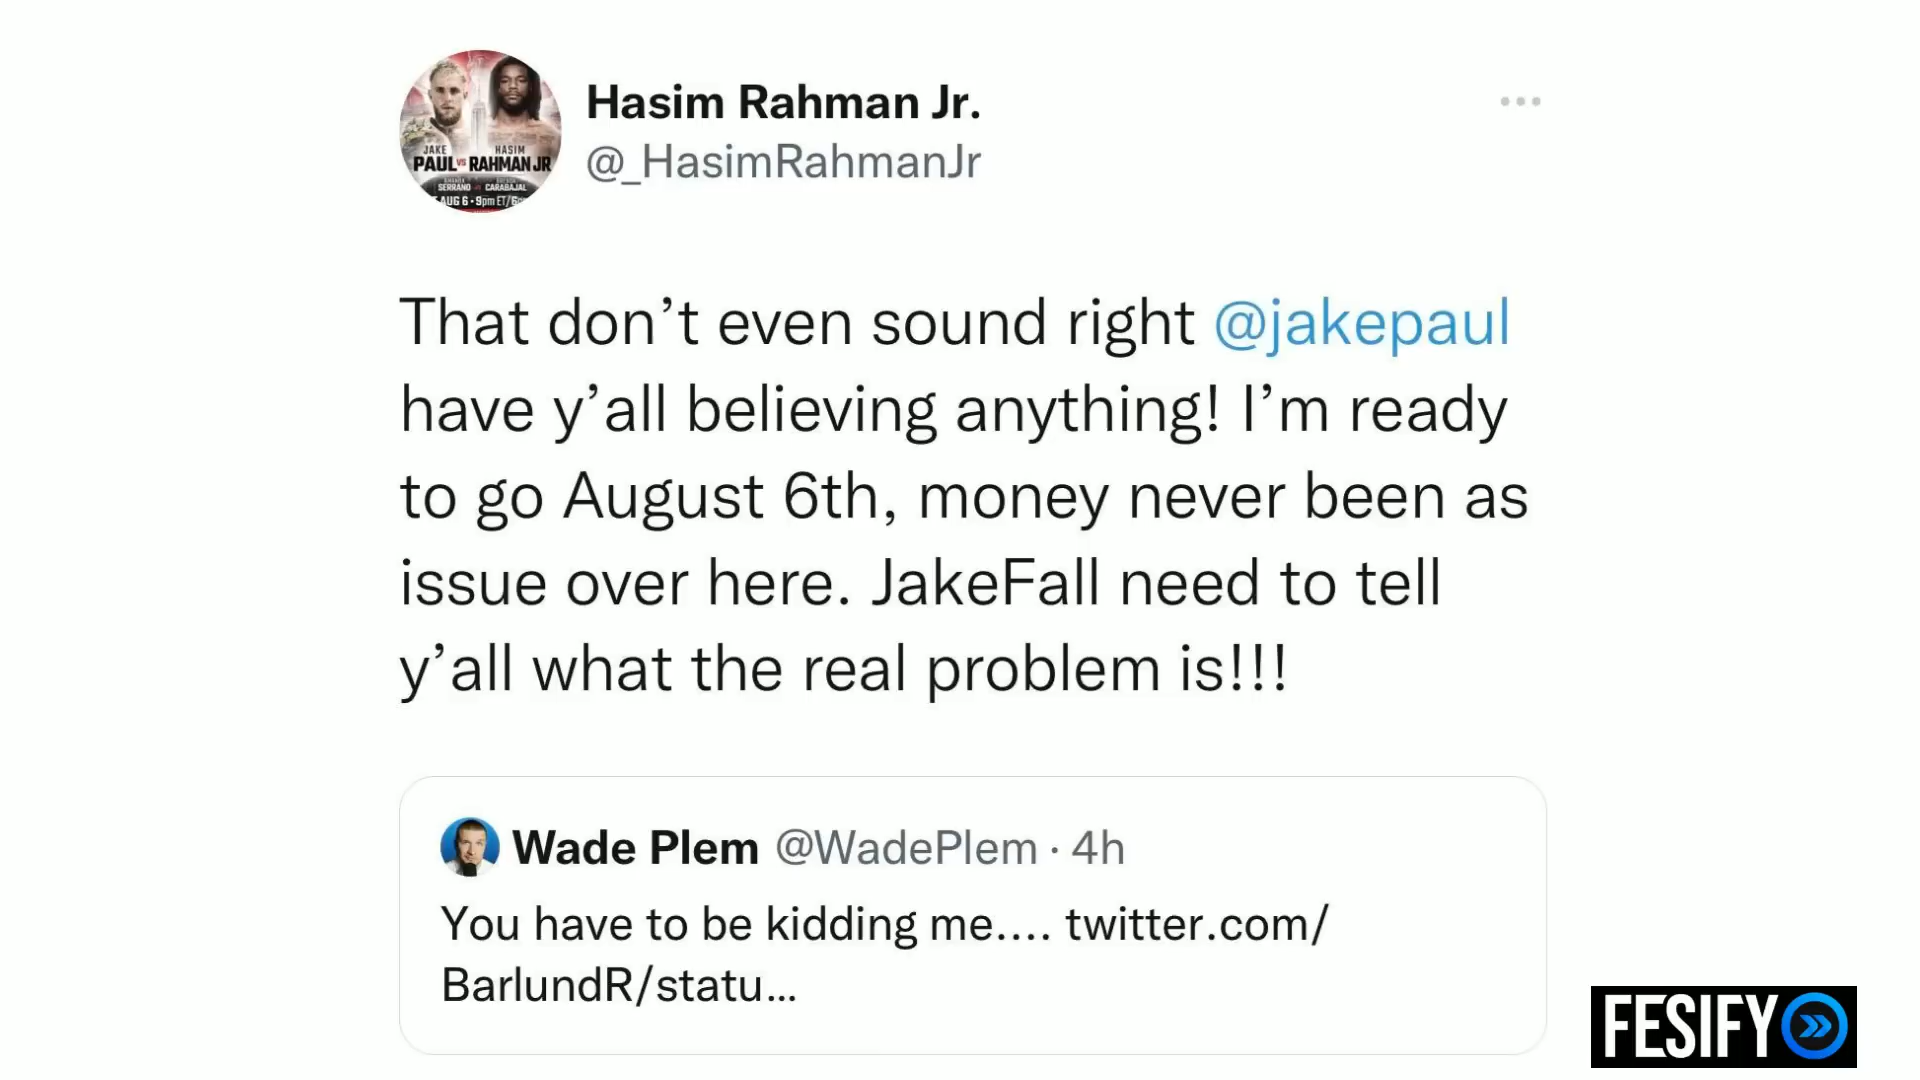 Hasim Rahman Jr.
@_HasimRahmanJr
JAKE HASIM
PAUL VS RAHMAN JR
SERRANO CARABAJAL
AUG 6 • 9pm ET/6
That don’t even sound right @jakepaul
have y’all believing anything! I’m ready
to go August 6th, money never been as
issue over here. JakeFall need to tell
y’all what the real problem is!!!
Wade Plem @WadePlem · 4h
You have to be kidding me.... twitter.com/
BarlundR/statu...
FESIFY